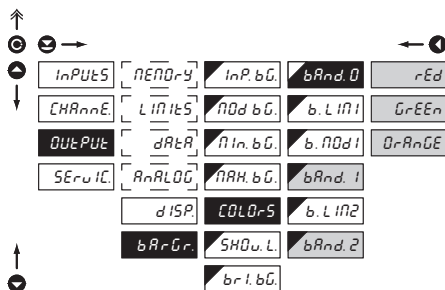 InPUtS MEMOrY InP. bG. bAnd. 0 rEd
CHAnnE. LIMItS MOd bG. b. LIM1 GrEEn
OUtPUt dAtA MIn. bG. b. MOd1 OrAnGE
SErvIC. AnALOG MAX. bG. bAnd. 1
dISP. COLOrS b. LIM2
bArGr. SHOv. L. bAnd. 2
brI. bG.